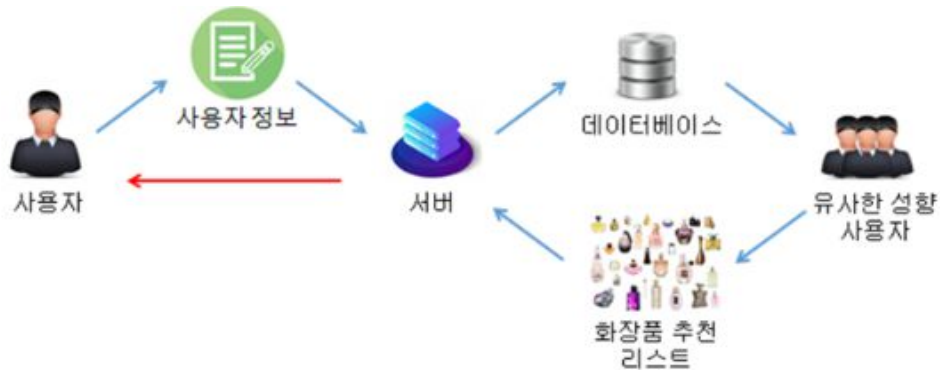 사용자 정보
데이터베이스
사용자
서버
유사한 성향
사용자
화장품 추천
리스트